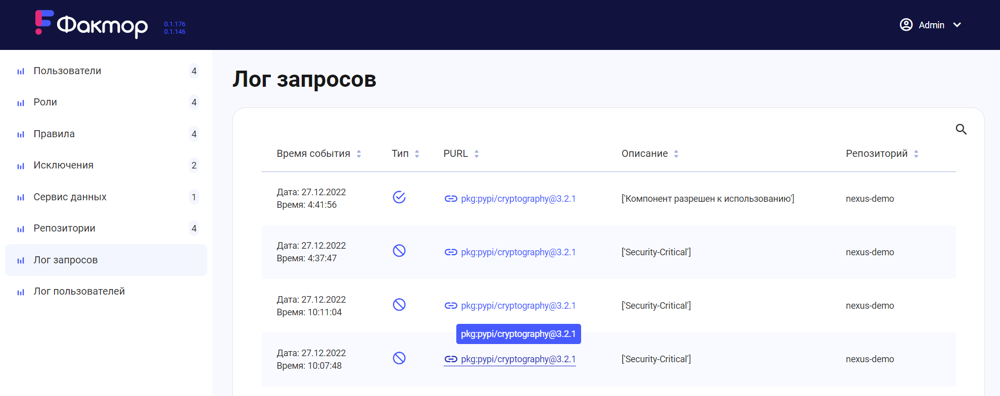 Фактор
0.1.176
0.1.146
Admin
Пользователи 4
Роли 4
Правила 4
Исключения 2
Сервис данных 1
Репозитории 4
Лог запросов
Лог пользователей
Лог запросов
Время события Тип PURL Описание Репозиторий
Дата: 27.12.2022
Время: 4:41:56
pkg:pypi/cryptography@3.2.1
['Компонент разрешен к использованию']
nexus-demo
Дата: 27.12.2022
Время: 4:37:47
pkg:pypi/cryptography@3.2.1
['Security-Critical']
nexus-demo
Дата: 27.12.2022
Время: 10:11:04
pkg:pypi/cryptography@3.2.1
['Security-Critical']
nexus-demo
pkg:pypi/cryptography@3.2.1
Дата: 27.12.2022
Время: 10:07:48
pkg:pypi/cryptography@3.2.1
['Security-Critical']
nexus-demo